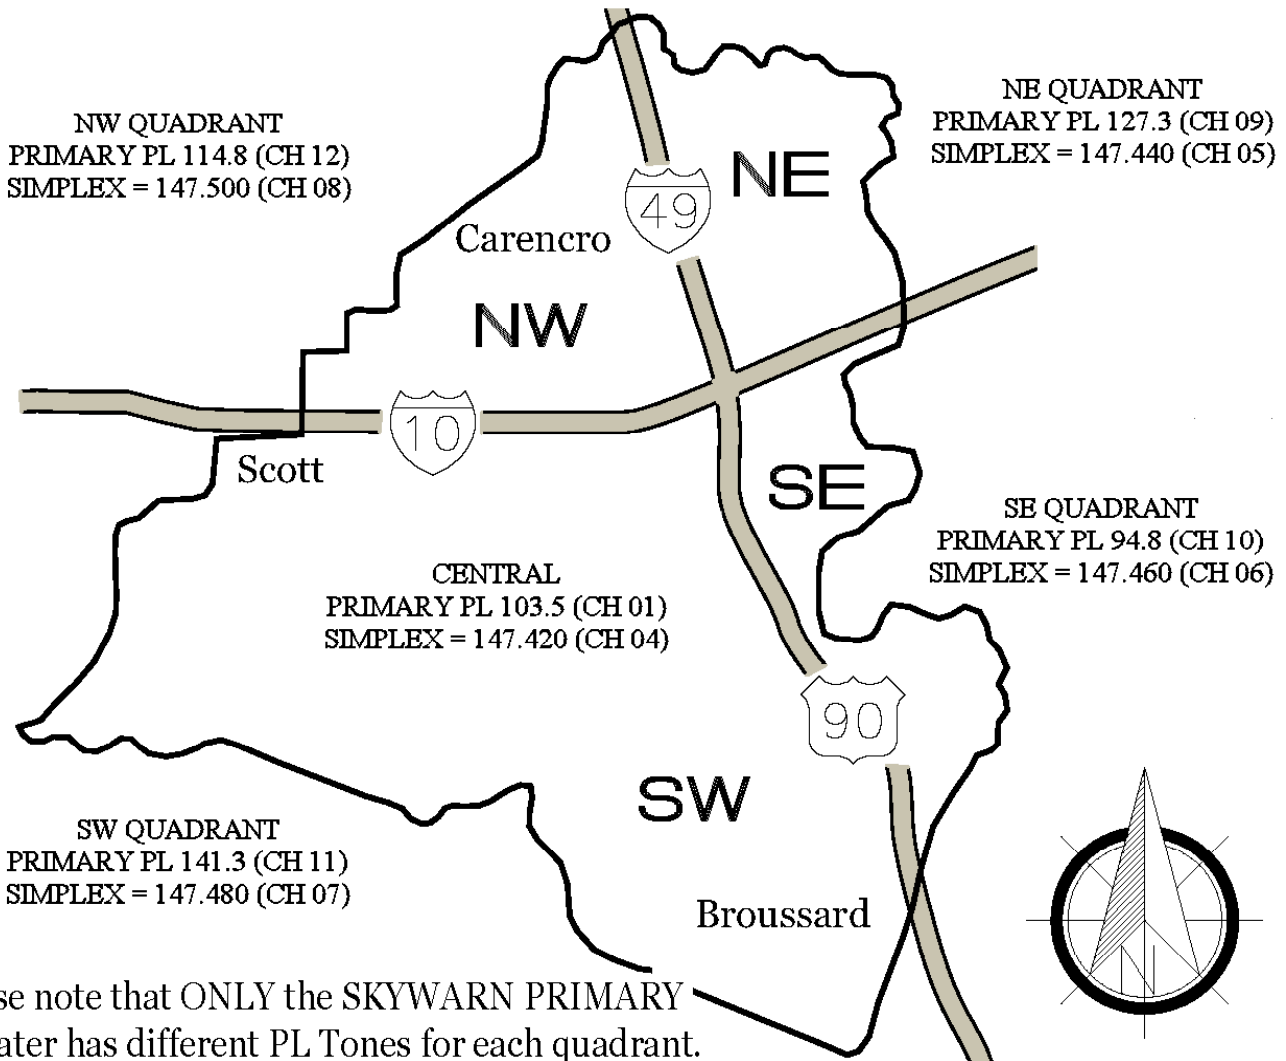 NW QUADRANT
PRIMARY PL 114.8 (CH 12)
SIMPLEX = 147.500 (CH 08)
NE QUADRANT
PRIMARY PL 127.3 (CH 09)
SIMPLEX = 147.440 (CH 05)
NE
49
Carencro
NW
10
Scott
SE
SE QUADRANT
PRIMARY PL 94.8 (CH 10)
SIMPLEX = 147.460 (CH 06)
CENTRAL
PRIMARY PL 103.5 (CH 01)
SIMPLEX = 147.420 (CH 04)
90
SW
SW QUADRANT
PRIMARY PL 141.3 (CH 11)
SIMPLEX = 147.480 (CH 07)
Broussard
N
se note that ONLY the SKYWARN PRIMARY
ater has different PL Tones for each quadrant.